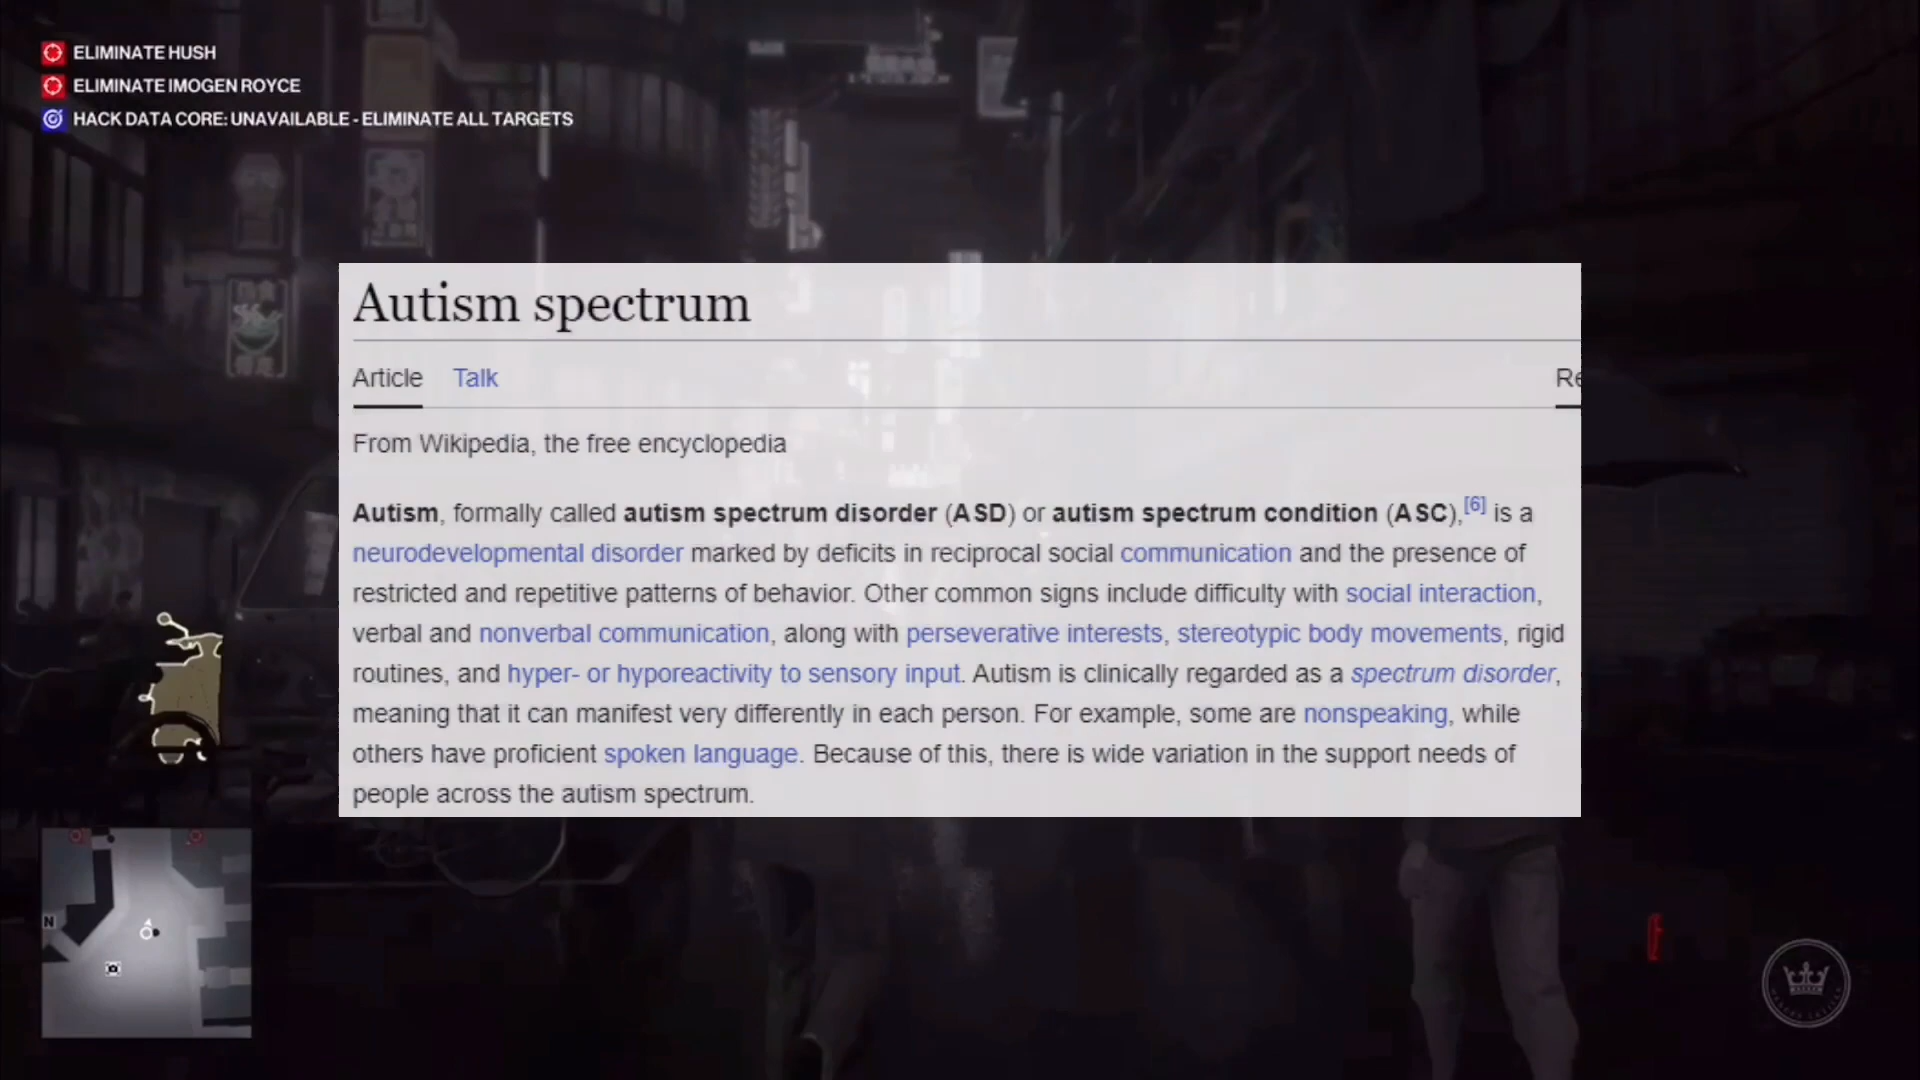 ELIMINATE HUSH
ELIMINATE IMOGEN ROYCE
HACK DATA CORE: UNAVAILABLE - ELIMINATE ALL TARGETS
Autism spectrum
Article Talk Re
From Wikipedia, the free encyclopedia
Autism, formally called autism spectrum disorder (ASD) or autism spectrum condition (ASC),[6] is a
neurodevelopmental disorder marked by deficits in reciprocal social communication and the presence of
restricted and repetitive patterns of behavior. Other common signs include difficulty with social interaction,
verbal and nonverbal communication, along with perseverative interests, stereotypic body movements, rigid
routines, and hyper- or hyporeactivity to sensory input. Autism is clinically regarded as a spectrum disorder,
meaning that it can manifest very differently in each person. For example, some are nonspeaking, while
others have proficient spoken language. Because of this, there is wide variation in the support needs of
people across the autism spectrum.
N